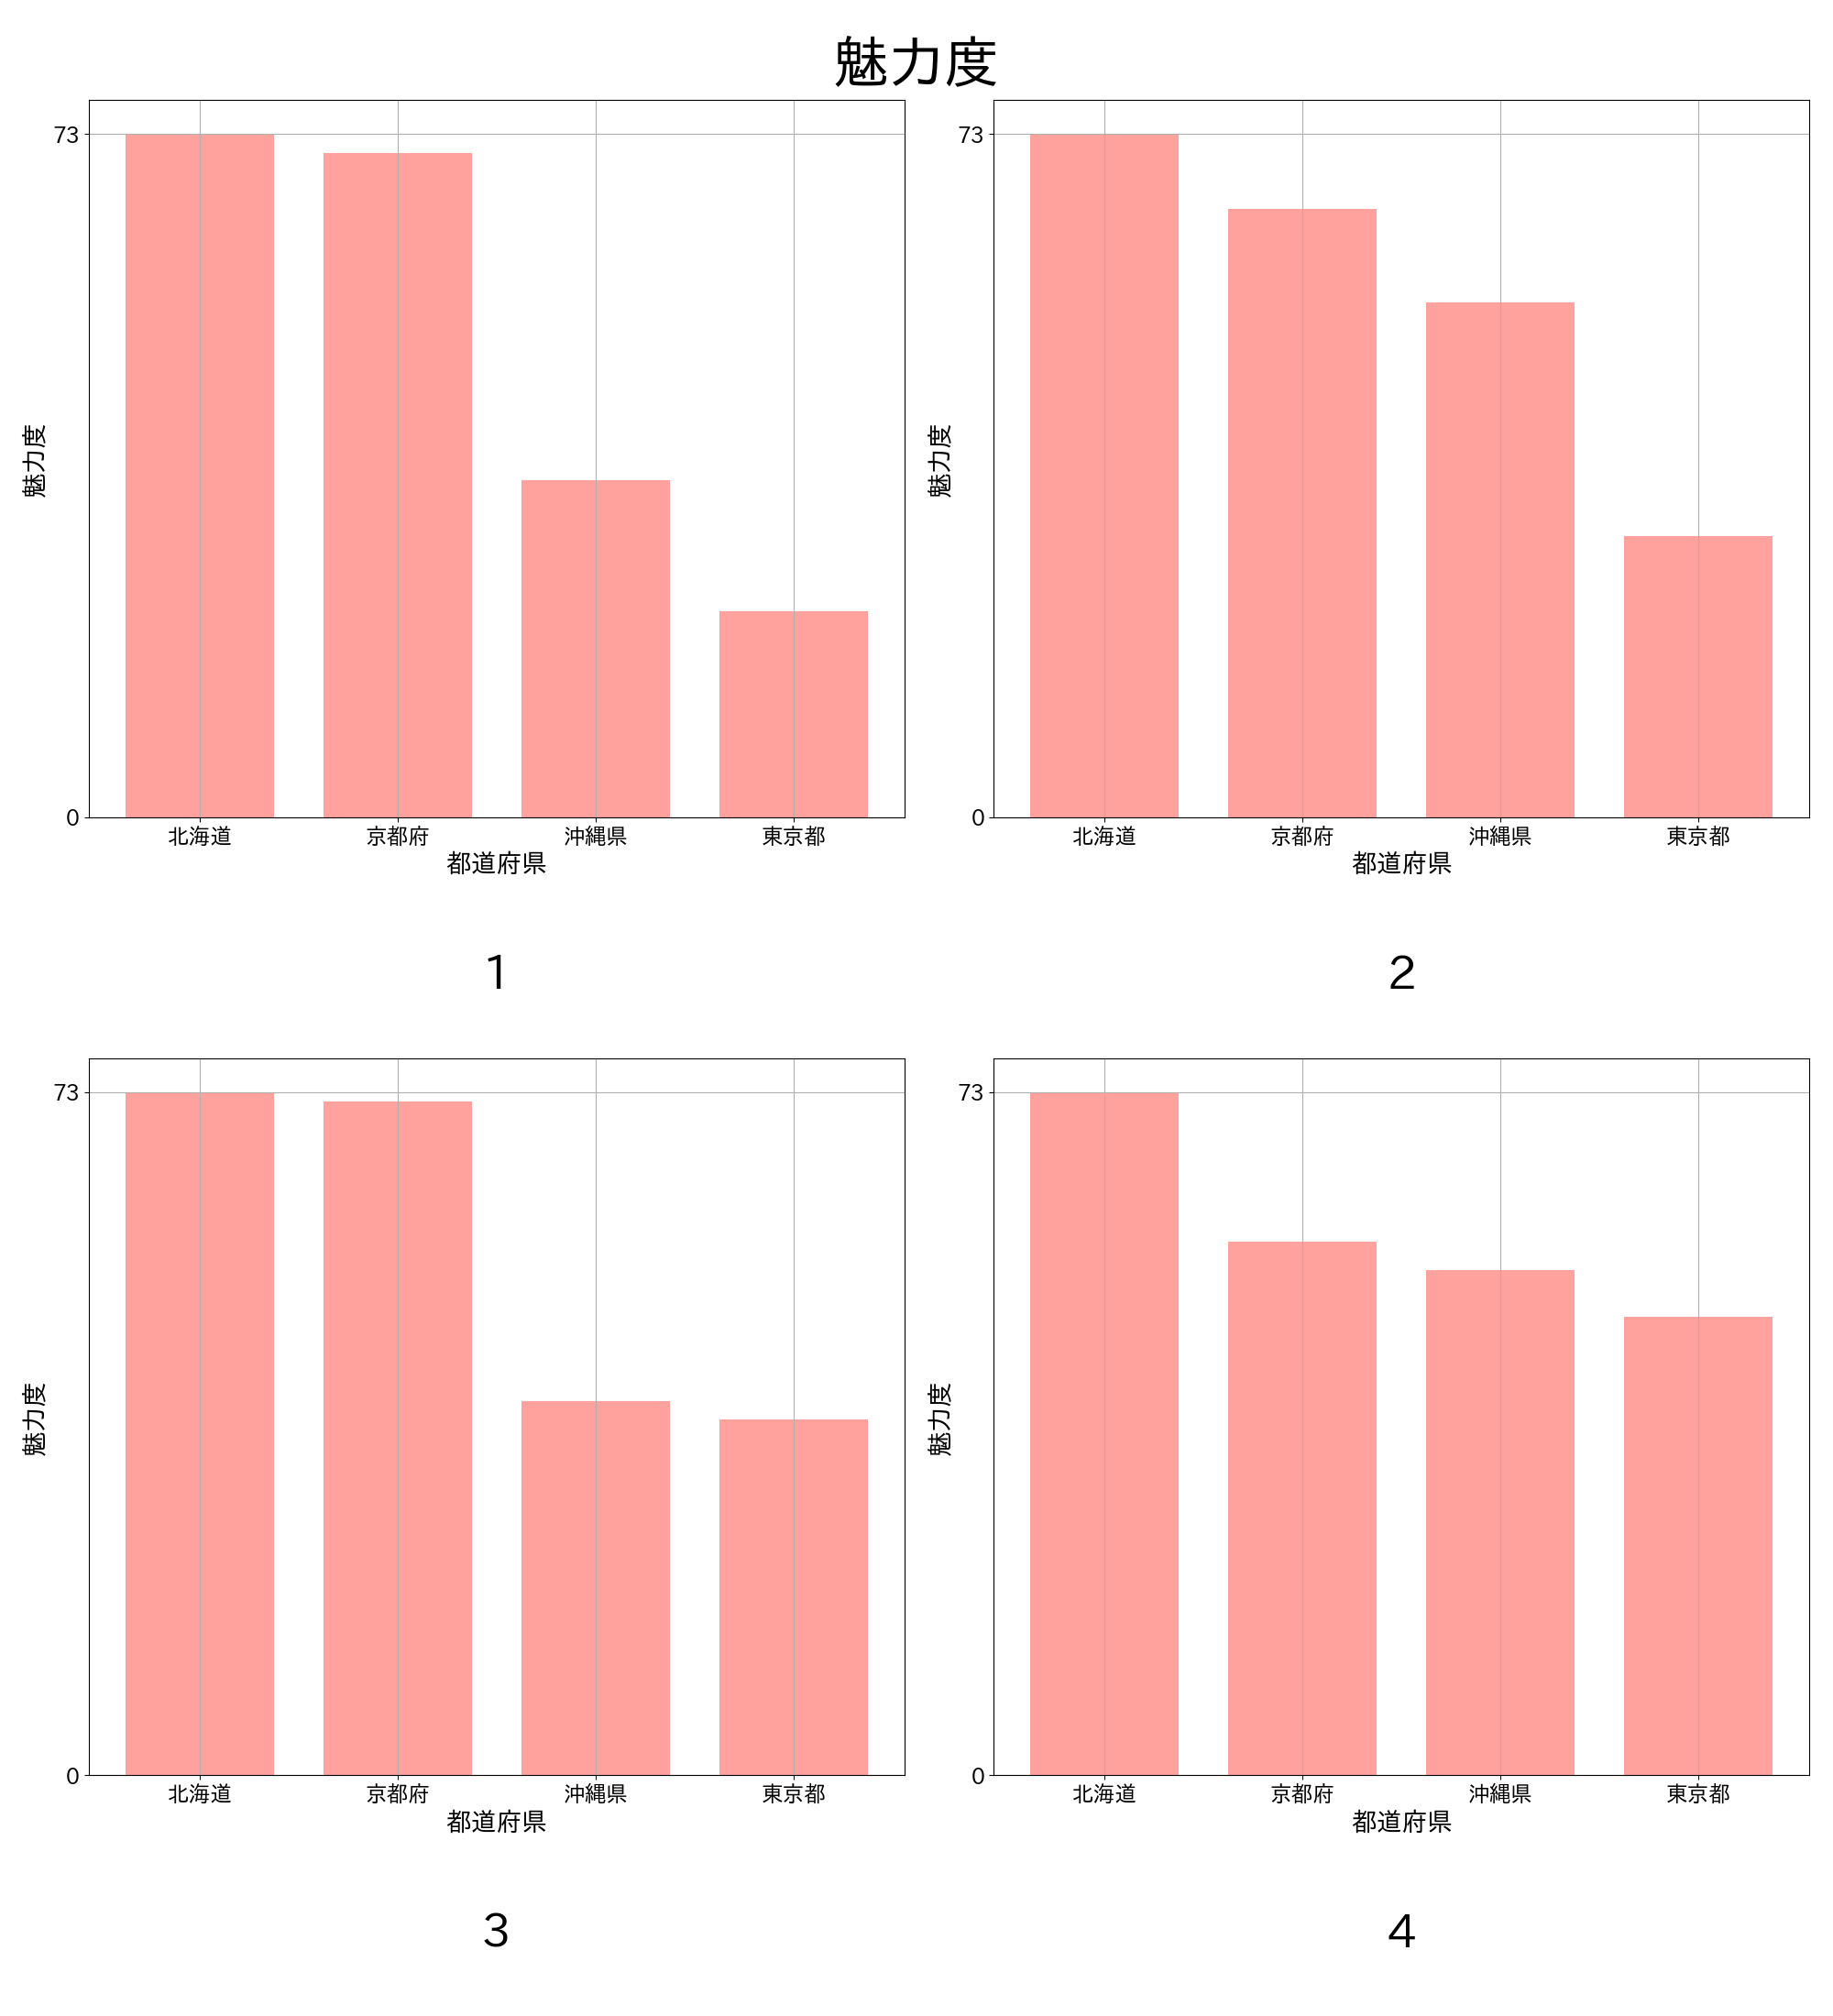 魅力度
魅力度
73
0
北海道 京都府 沖縄県 東京都
都道府県
1
魅力度
73
0
北海道 京都府 沖縄県 東京都
都道府県
2
魅力度
73
0
北海道 京都府 沖縄県 東京都
都道府県
3
魅力度
73
0
北海道 京都府 沖縄県 東京都
都道府県
4